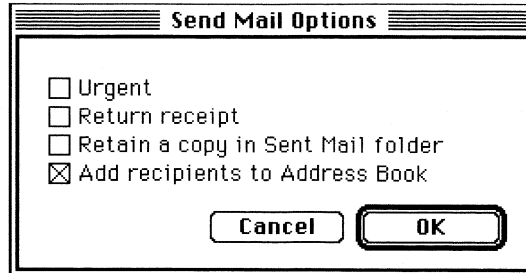 Send Mail Options
Urgent
Return receipt
Retain a copy in Sent Mail folder
Add recipients to Address Book
Cancel OK